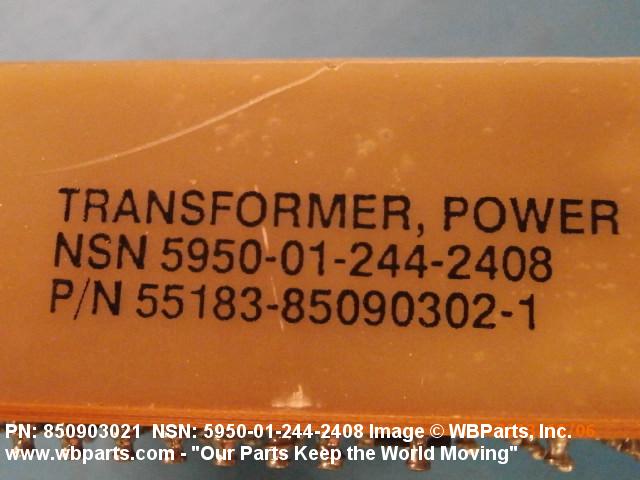 TRANSFORMER, POWER
NSN 5950-01-244-2408
P/N 55183-85090302-1
PN: 850903021 NSN: 5950-01-244-2408 Image © WBParts, Inc.
www.wbparts.com - "Our Parts Keep the World Moving"